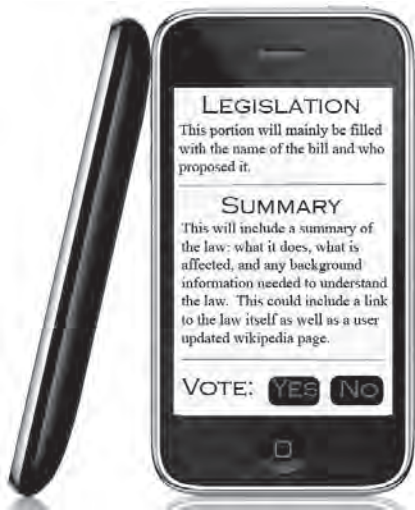 LEGISLATION
This portion will mainly be filled
with the name of the bill and who
proposed it.
SUMMARY
This will include a summary of
the law: what it does, what is
affected, and any background
information needed to understand
the law. This could include a link
to the law itself as well as a user
updated wikipedia page.
VOTE: YES NO